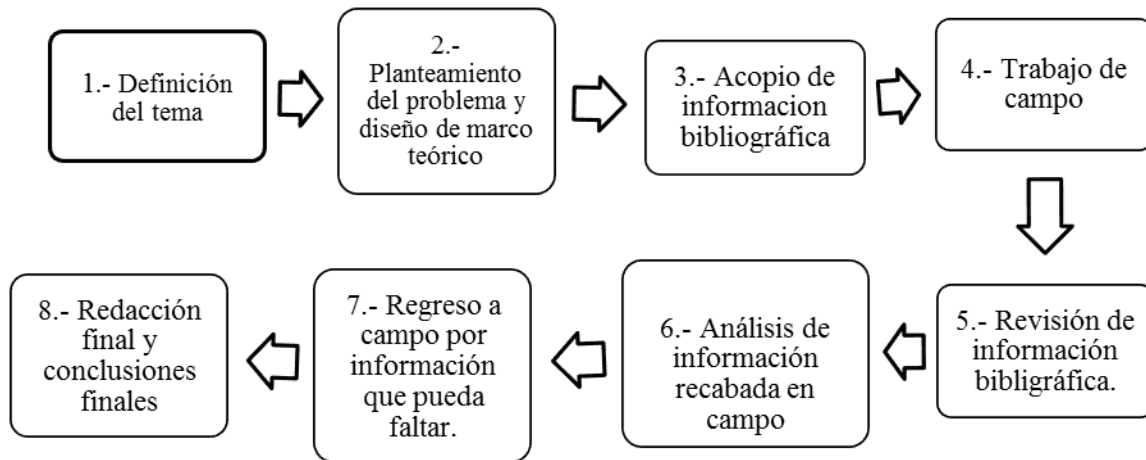 1.- Definición
del tema
2.-
Planteamiento
del problema y
diseño de marco
teórico
3.- Acopio de
informacion
bibliográfica
4.- Trabajo de
campo
5.- Revisión de
información
bibligráfica.
6.- Análisis de
información
recabada en
campo
7.- Regreso a
campo por
información
que pueda
faltar.
8.- Redacción
final y
conclusiones
finales